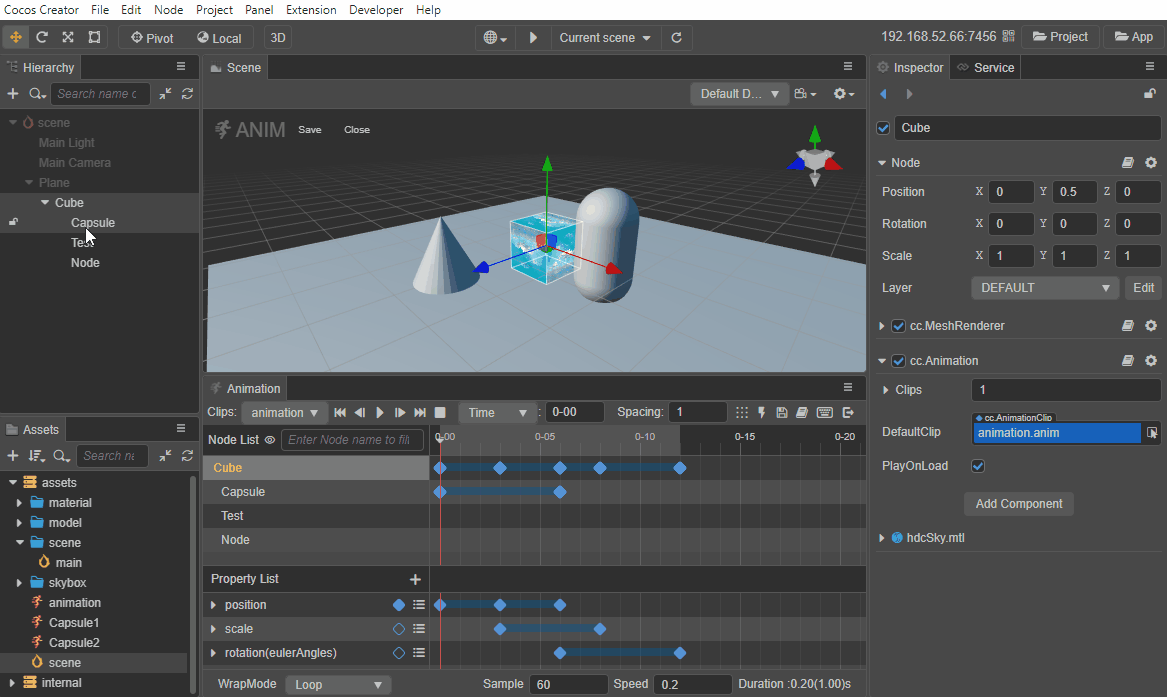 Cocos Creator File Edit Node Project Panel Extension Developer Help
Pivot Local 3D Current scene 192.168.52.66:7456 Project App
Hierarchy
Search name o
scene
Main Light
Main Camera
Plane
Cube
Capsule
Test
Node
Assets
Search na
assets
material
model
scene
main
skybox
animation
Capsule1
Capsule2
scene
internal
Scene
Default D...
ANIM Save Close
Animation
Clips: animation Time : 0-00 Spacing: 1
Node List Enter Node name to fill
0-00 0-05 0-10 0-15 0-20
Cube
Capsule
Test
Node
Property List
position
scale
rotation(eulerAngles)
WrapMode Loop Sample 60 Speed 0.2 Duration :0.20(1.00)s
Inspector Service
Cube
Node
Position X 0 Y 0.5 Z 0
Rotation X 0 Y 0 Z 0
Scale X 1 Y 1 Z 1
Layer DEFAULT Edit
cc.MeshRenderer
cc.Animation
Clips 1
cc.AnimationClip
DefaultClip animation.anim
PlayOnLoad
Add Component
hdcSky.mtl